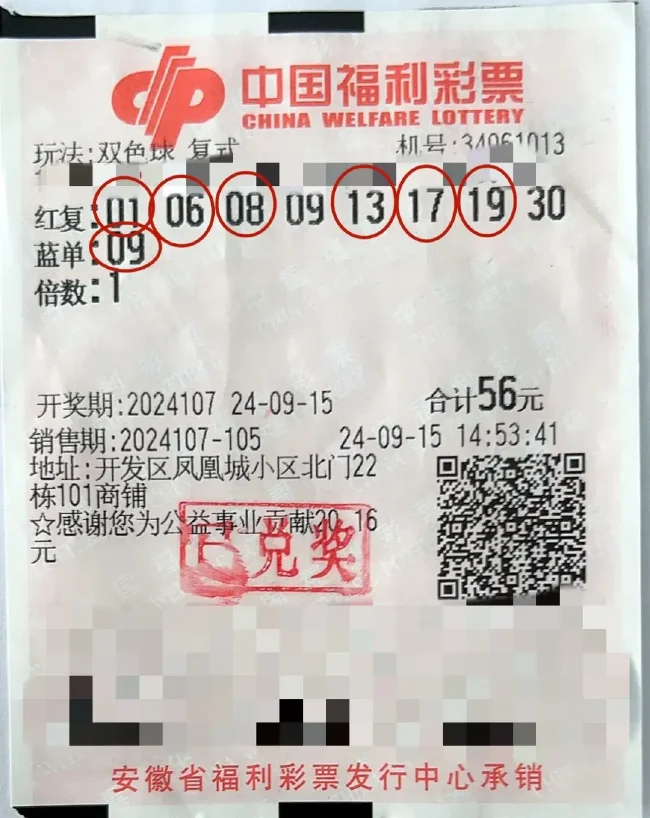 中国福利彩票
CHINA WELFARE LOTTERY
玩法:双色球 复式 机号:34061013
红复:01 06 08 09 13 17 19 30
蓝单:09
倍数:1
开奖期:2024107 24-09-15 合计56元
销售期:2024107-105 24-09-15 14:53:41
地址:开发区凤凰城小区北门22
栋101商铺
☆感谢您为公益事业贡献20.16
元
已兑奖
安徽省福利彩票发行中心承销